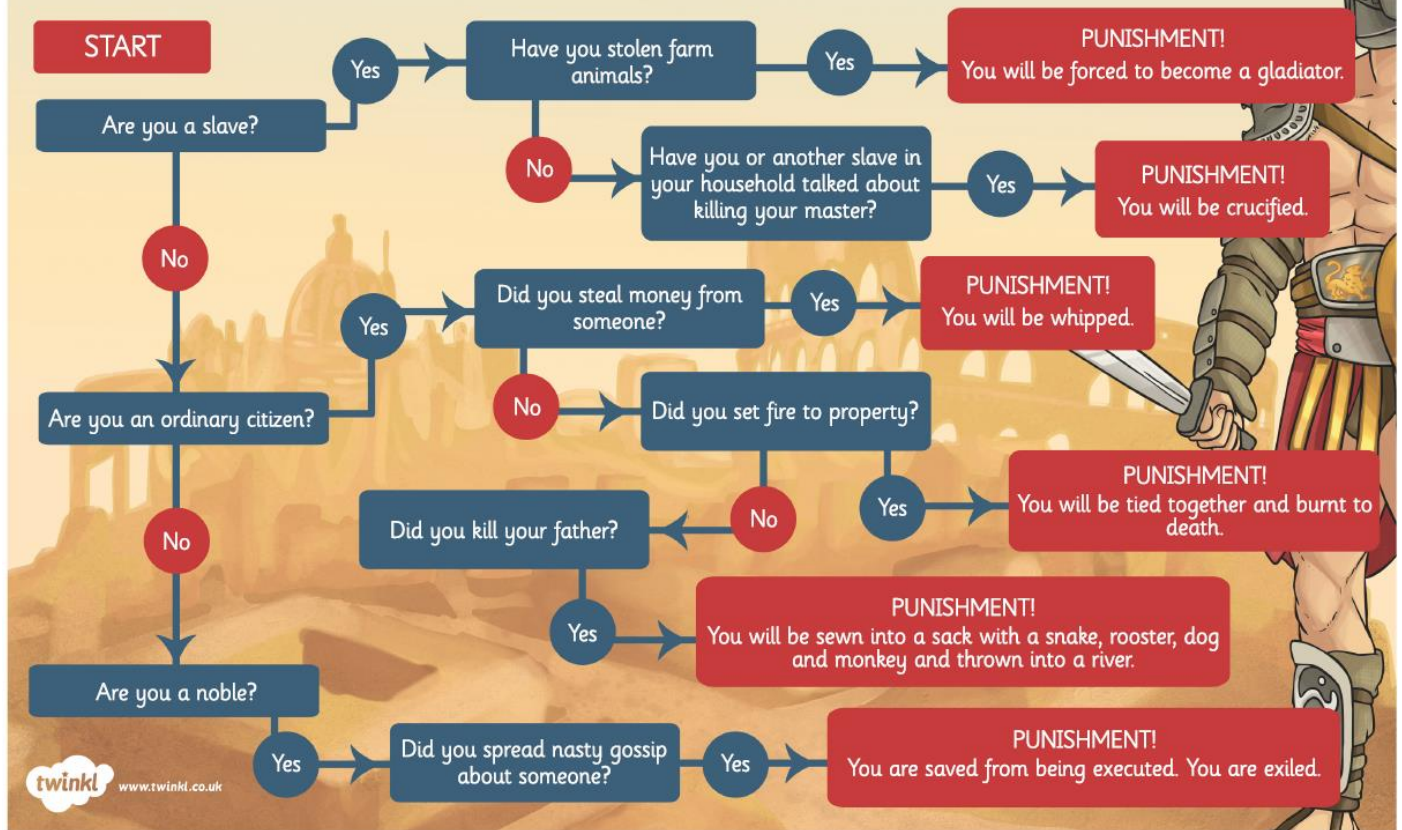 START
Are you a slave?
Yes
Have you stolen farm
animals?
Yes
PUNISHMENT!
You will be forced to become a gladiator.
No
Have you or another slave in
your household talked about
killing your master?
Yes
PUNISHMENT!
You will be crucified.
No
Are you an ordinary citizen?
Yes
Did you steal money from
someone?
Yes
PUNISHMENT!
You will be whipped.
No
Did you set fire to property?
Yes
PUNISHMENT!
You will be tied together and burnt to
death.
No
Did you kill your father?
Yes
PUNISHMENT!
You will be sewn into a sack with a snake, rooster, dog
and monkey and thrown into a river.
No
Are you a noble?
Yes
Did you spread nasty gossip
about someone?
Yes
PUNISHMENT!
You are saved from being executed. You are exiled.
twinkl
www.twinkl.co.uk